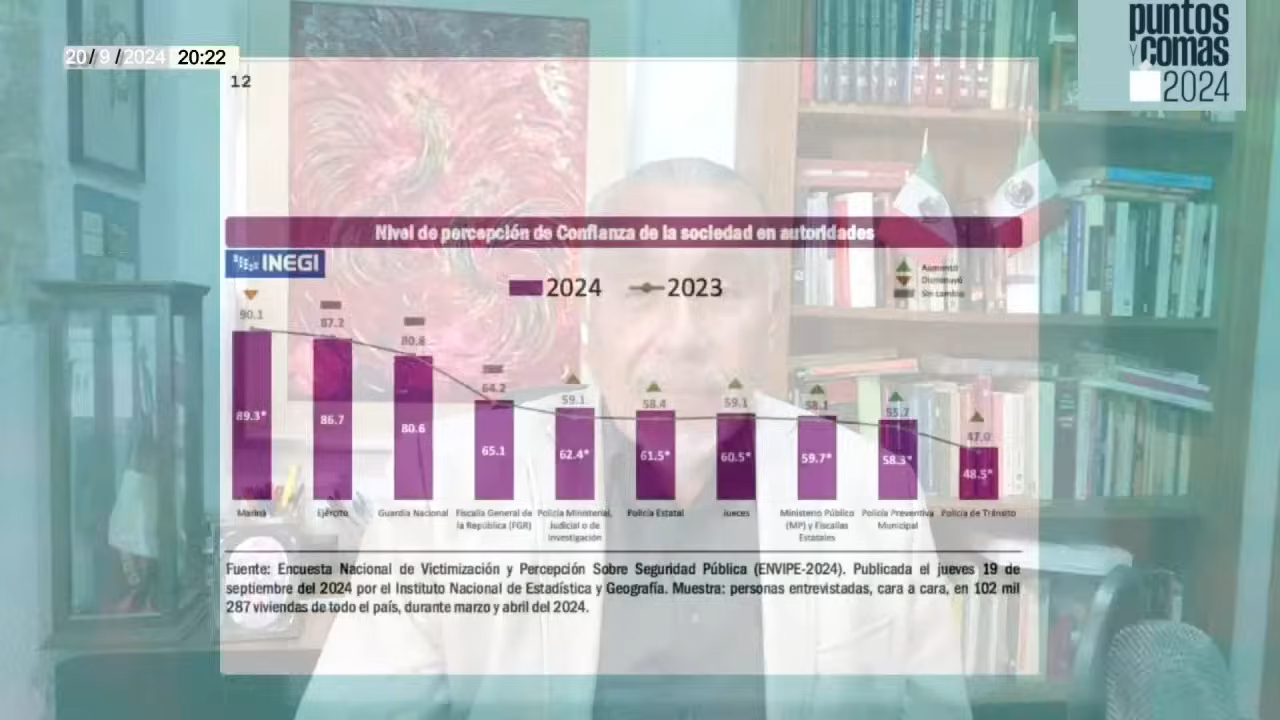 20/ 9 /2024 20:22
puntos
Y comas
2024
12
Nivel de percepción de Confianza de la sociedad en autoridades
INEGI
2024 2023
Aumentó
Disminuyó
Sin cambio
90.1 87.2 80.8 64.2 59.1 58.4 59.1 58.1 55.7 47.0
89.3* 86.7 80.6 65.1 62.4* 61.5* 60.5* 59.7* 58.3* 48.5*
Marina Ejército Guardia Nacional Fiscalía General de la República (FGR) Policía Ministerial, Judicial o de Investigación Policía Estatal Jueces Ministerio Público (MP) y Fiscalías Estatales Policía Preventiva Municipal Policía de Tránsito
Fuente: Encuesta Nacional de Victimización y Percepción Sobre Seguridad Pública (ENVIPE-2024). Publicada el jueves 19 de
septiembre del 2024 por el Instituto Nacional de Estadística y Geografía. Muestra: personas entrevistadas, cara a cara, en 102 mil
287 viviendas de todo el país, durante marzo y abril del 2024.